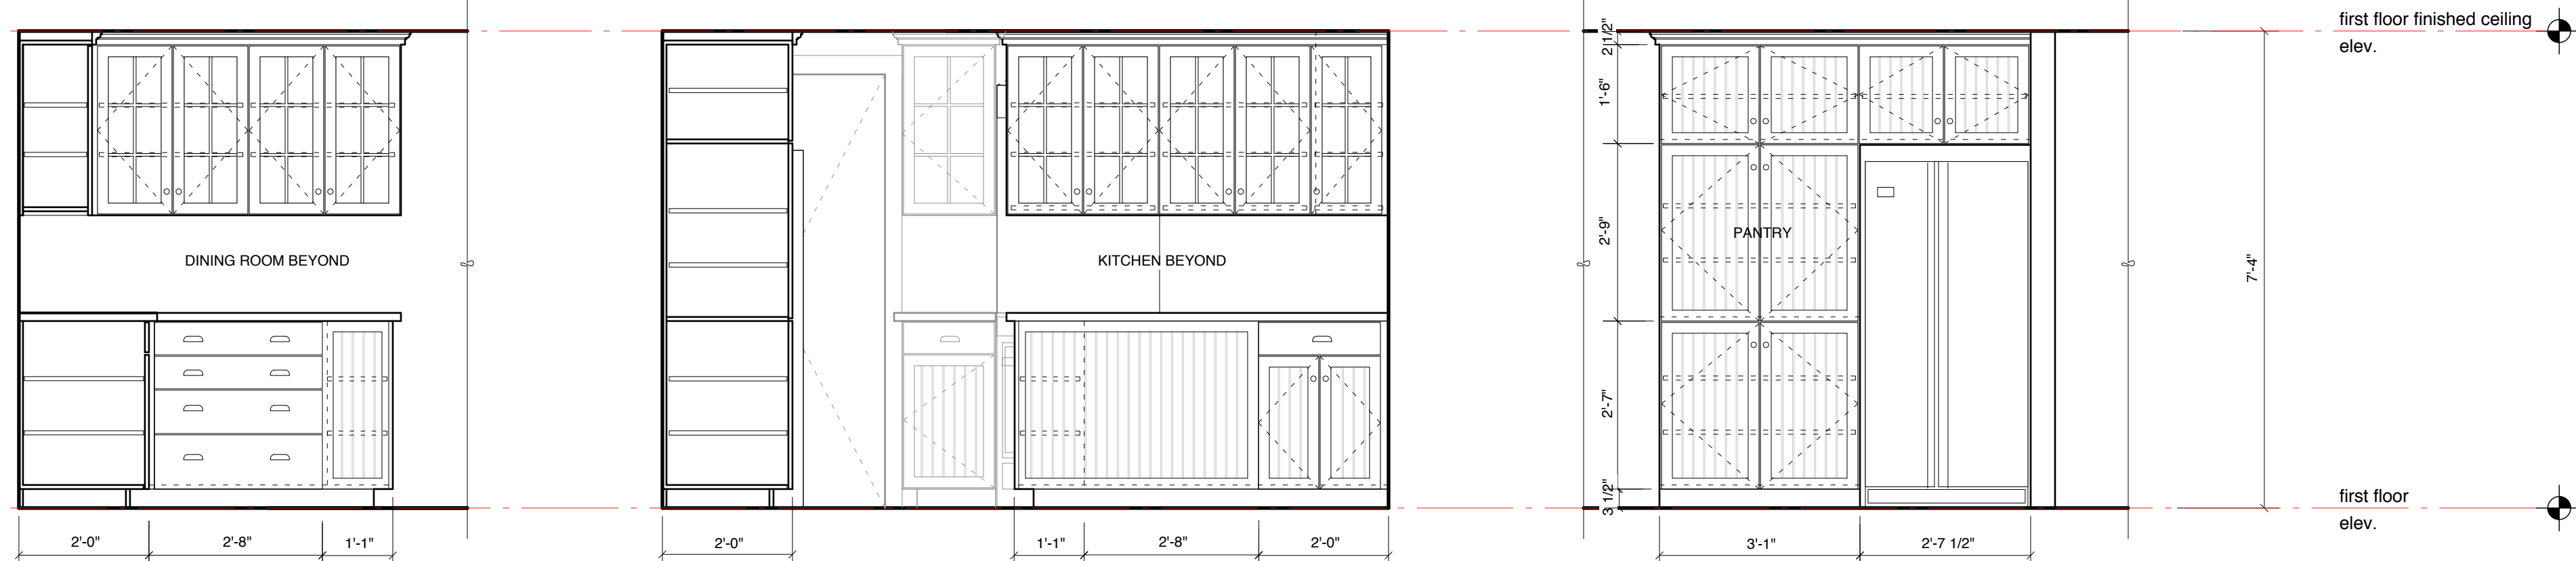 first floor finished ceiling
elev.
2 1/2"
1'-6"
2'-9"
2'-7"
3 1/2"
7'-4"
DINING ROOM BEYOND
KITCHEN BEYOND
PANTRY
first floor
elev.
2'-0"
2'-8"
1'-1"
2'-0"
1'-1"
2'-8"
2'-0"
3'-1"
2'-7 1/2"